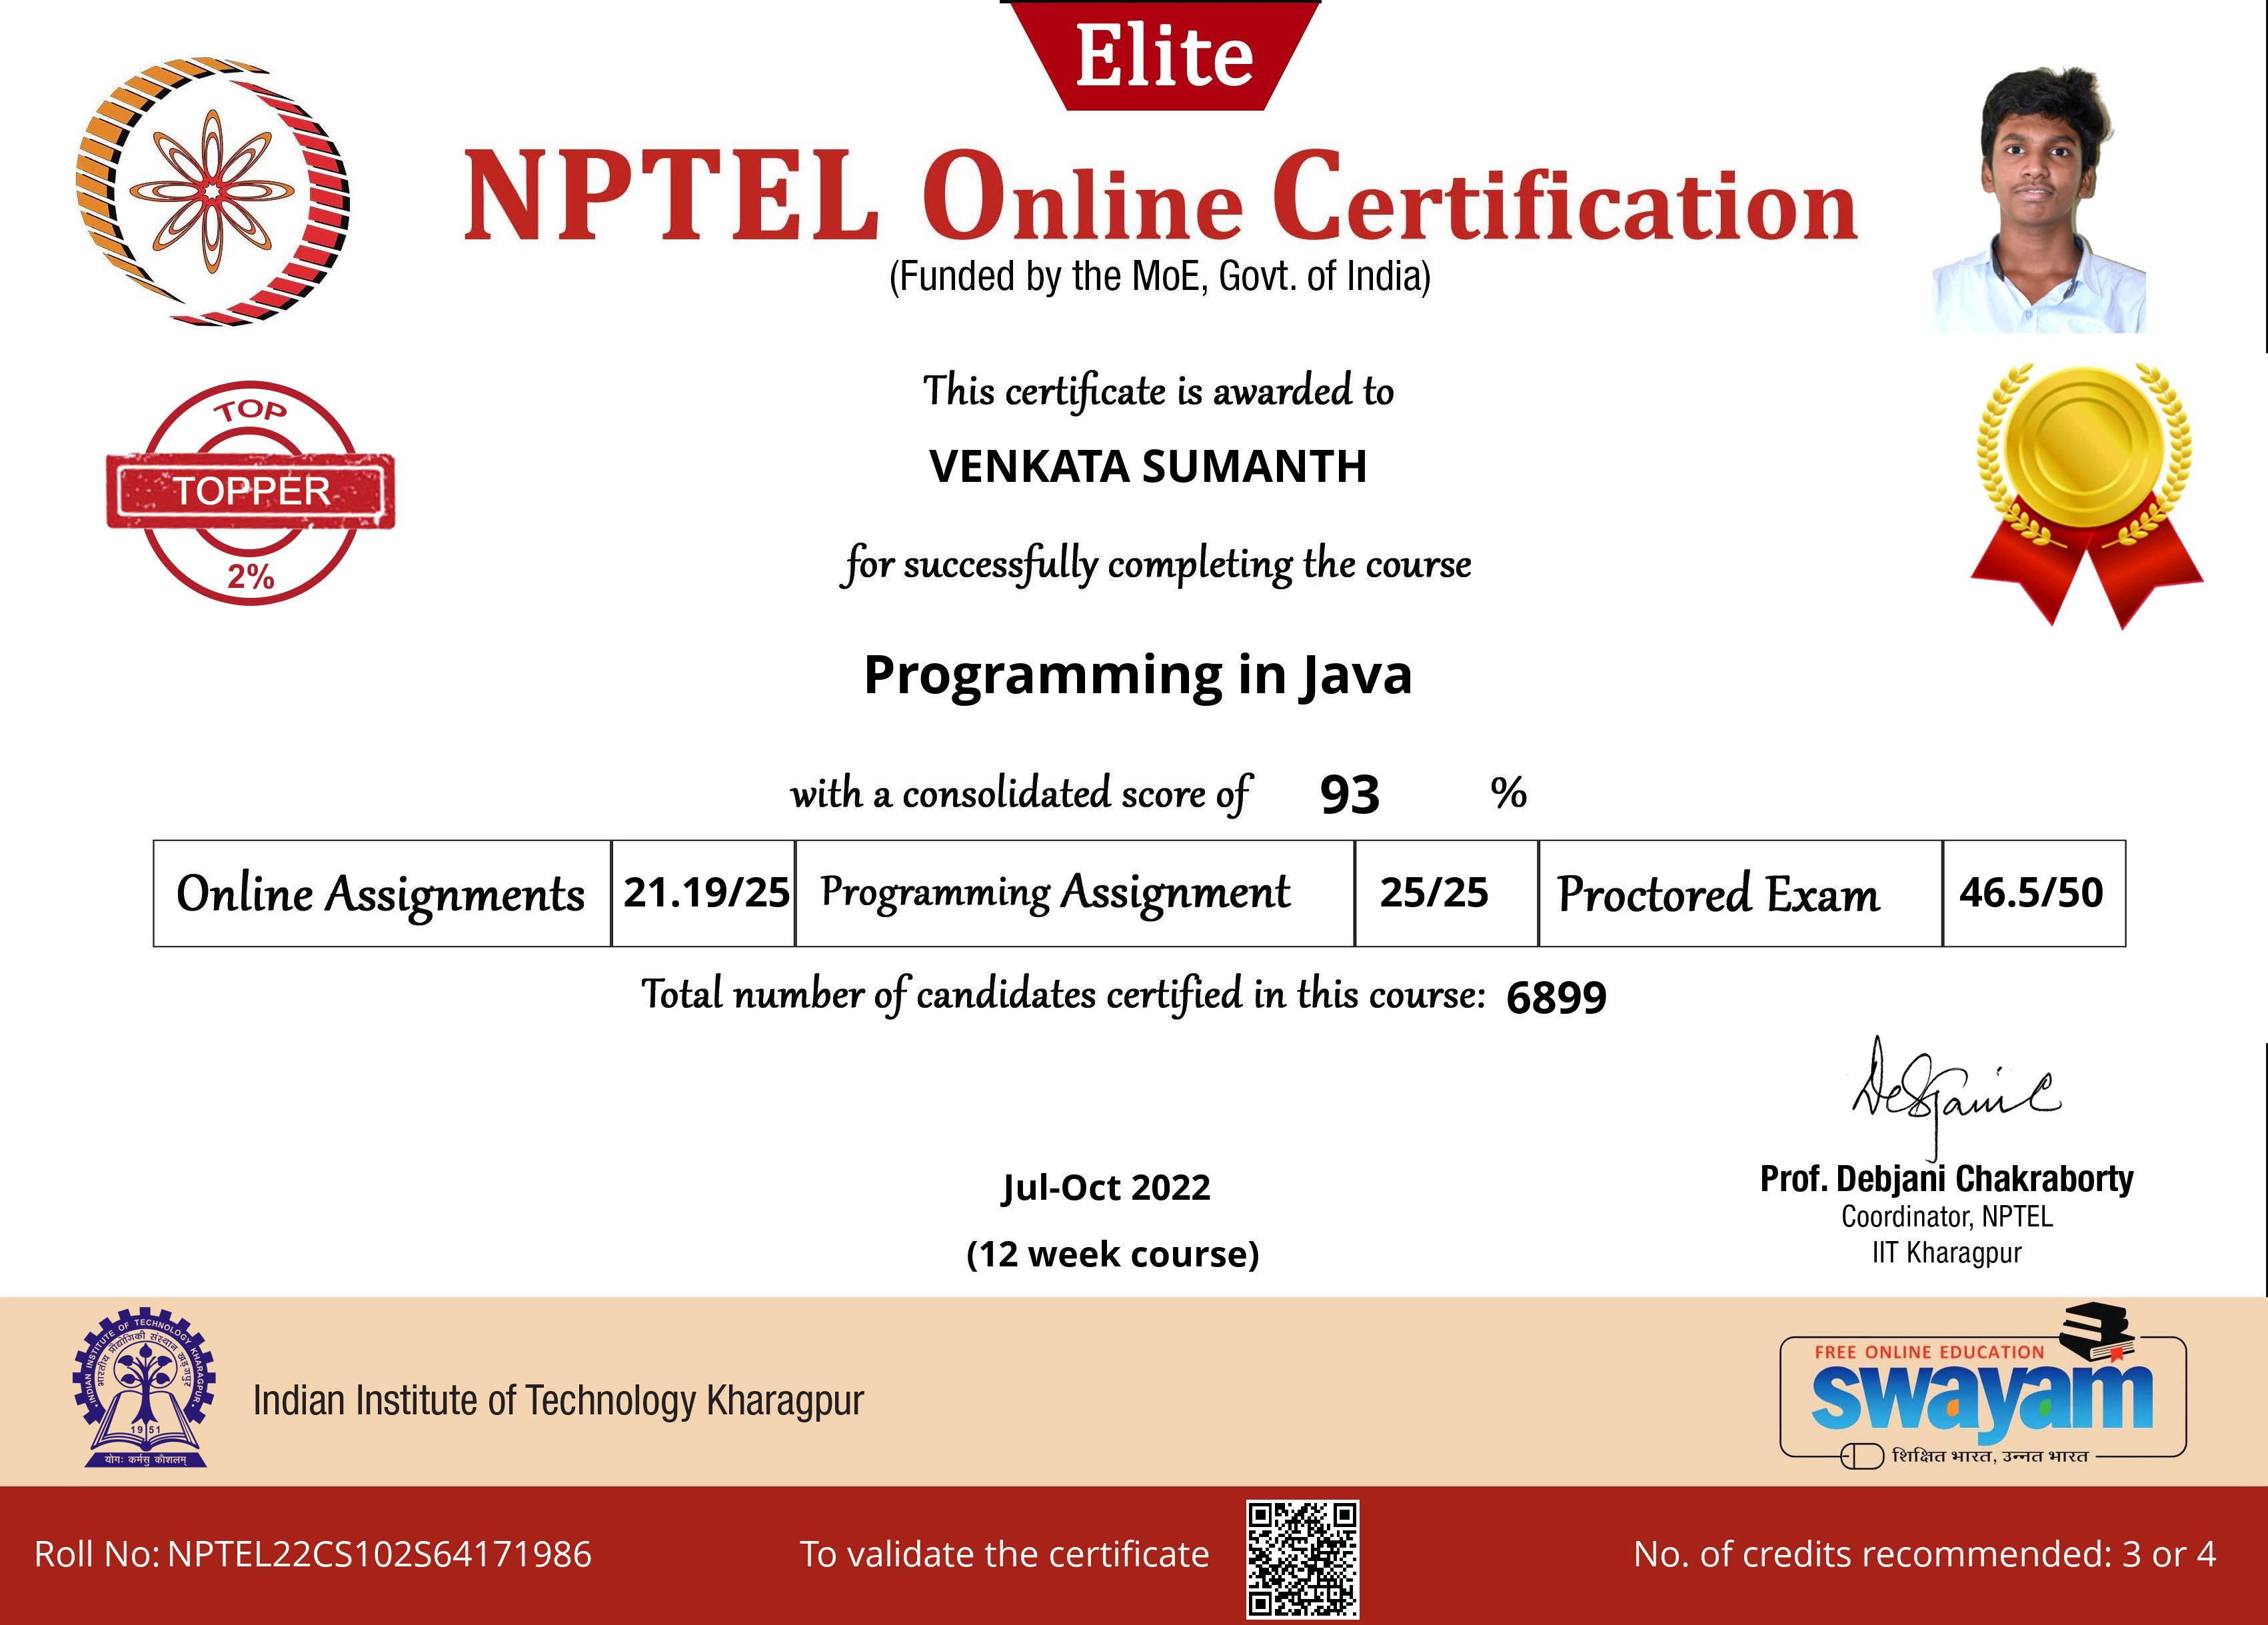 Elite
NPTEL Online Certification
(Funded by the MoE, Govt. of India)
This certificate is awarded to
VENKATA SUMANTH
TOP
TOPPER
2%
for successfully completing the course
Programming in Java
with a consolidated score of 93 %
Online Assignments 21.19/25 Programming Assignment 25/25 Proctored Exam 46.5/50
Total number of candidates certified in this course: 6899
Debjani C
Jul-Oct 2022
(12 week course)
Prof. Debjani Chakraborty
Coordinator, NPTEL
IIT Kharagpur
INDIAN INSTITUTE OF TECHNOLOGY KHARAGPUR
भारतीय प्रौद्योगिकी संस्थान खड़गपुर
1951
योगः कर्मसु कौशलम्
Indian Institute of Technology Kharagpur
FREE ONLINE EDUCATION
swayam
शिक्षित भारत, उन्नत भारत
Roll No: NPTEL22CS102S64171986
To validate the certificate
No. of credits recommended: 3 or 4